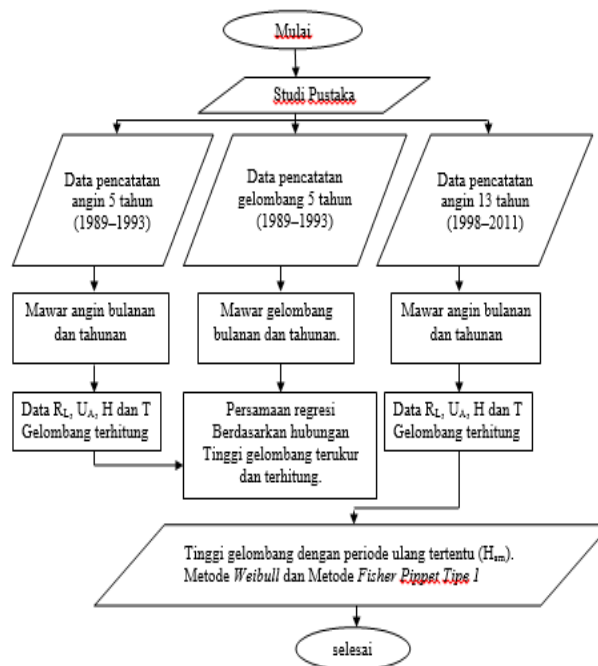 Mulai
Studi Pustaka
Data pencatatan
angin 5 tahun
(1989–1993)
Data pencatatan
gelombang 5 tahun
(1989–1993)
Data pencatatan
angin 13 tahun
(1998–2011)
Mawar angin bulanan
dan tahunan
Mawar gelombang
bulanan dan tahunan.
Mawar angin bulanan
dan tahunan
Data RL, UA, H dan T
Gelombang terhitung
Persamaan regresi
Berdasarkan hubungan
Tinggi gelombang terukur
dan terhitung.
Data RL, UA, H dan T
Gelombang terhitung
Tinggi gelombang dengan periode ulang tertentu (Hsm).
Metode Weibull dan Metode Fisher Pippet Tipe 1
selesai